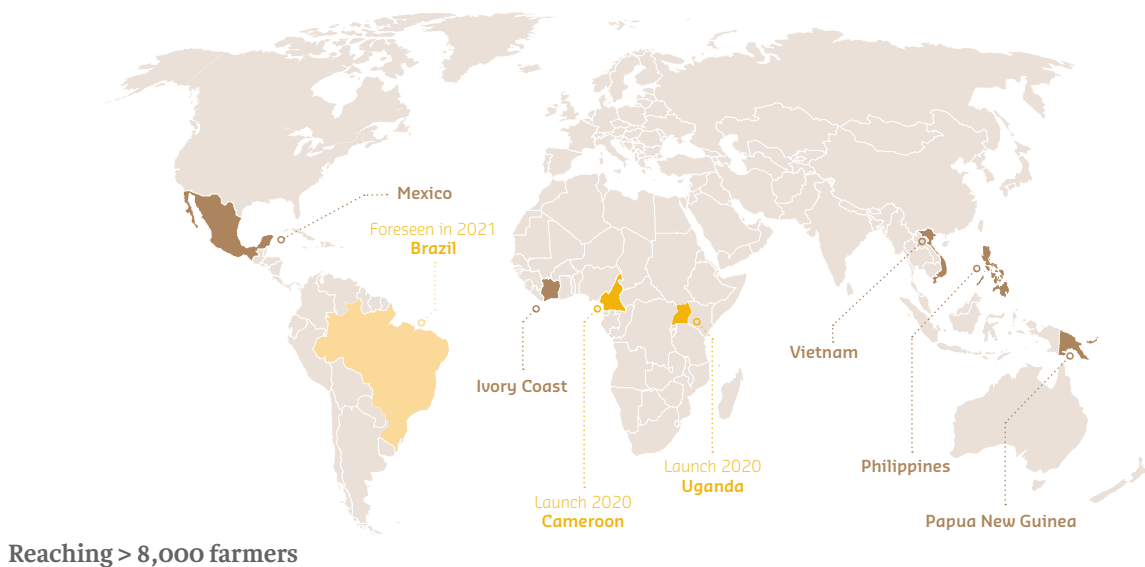 Mexico
Foreseen in 2021
Brazil
Vietnam
Ivory Coast
Launch 2020
Uganda
Philippines
Launch 2020
Cameroon
Papua New Guinea
Reaching > 8,000 farmers